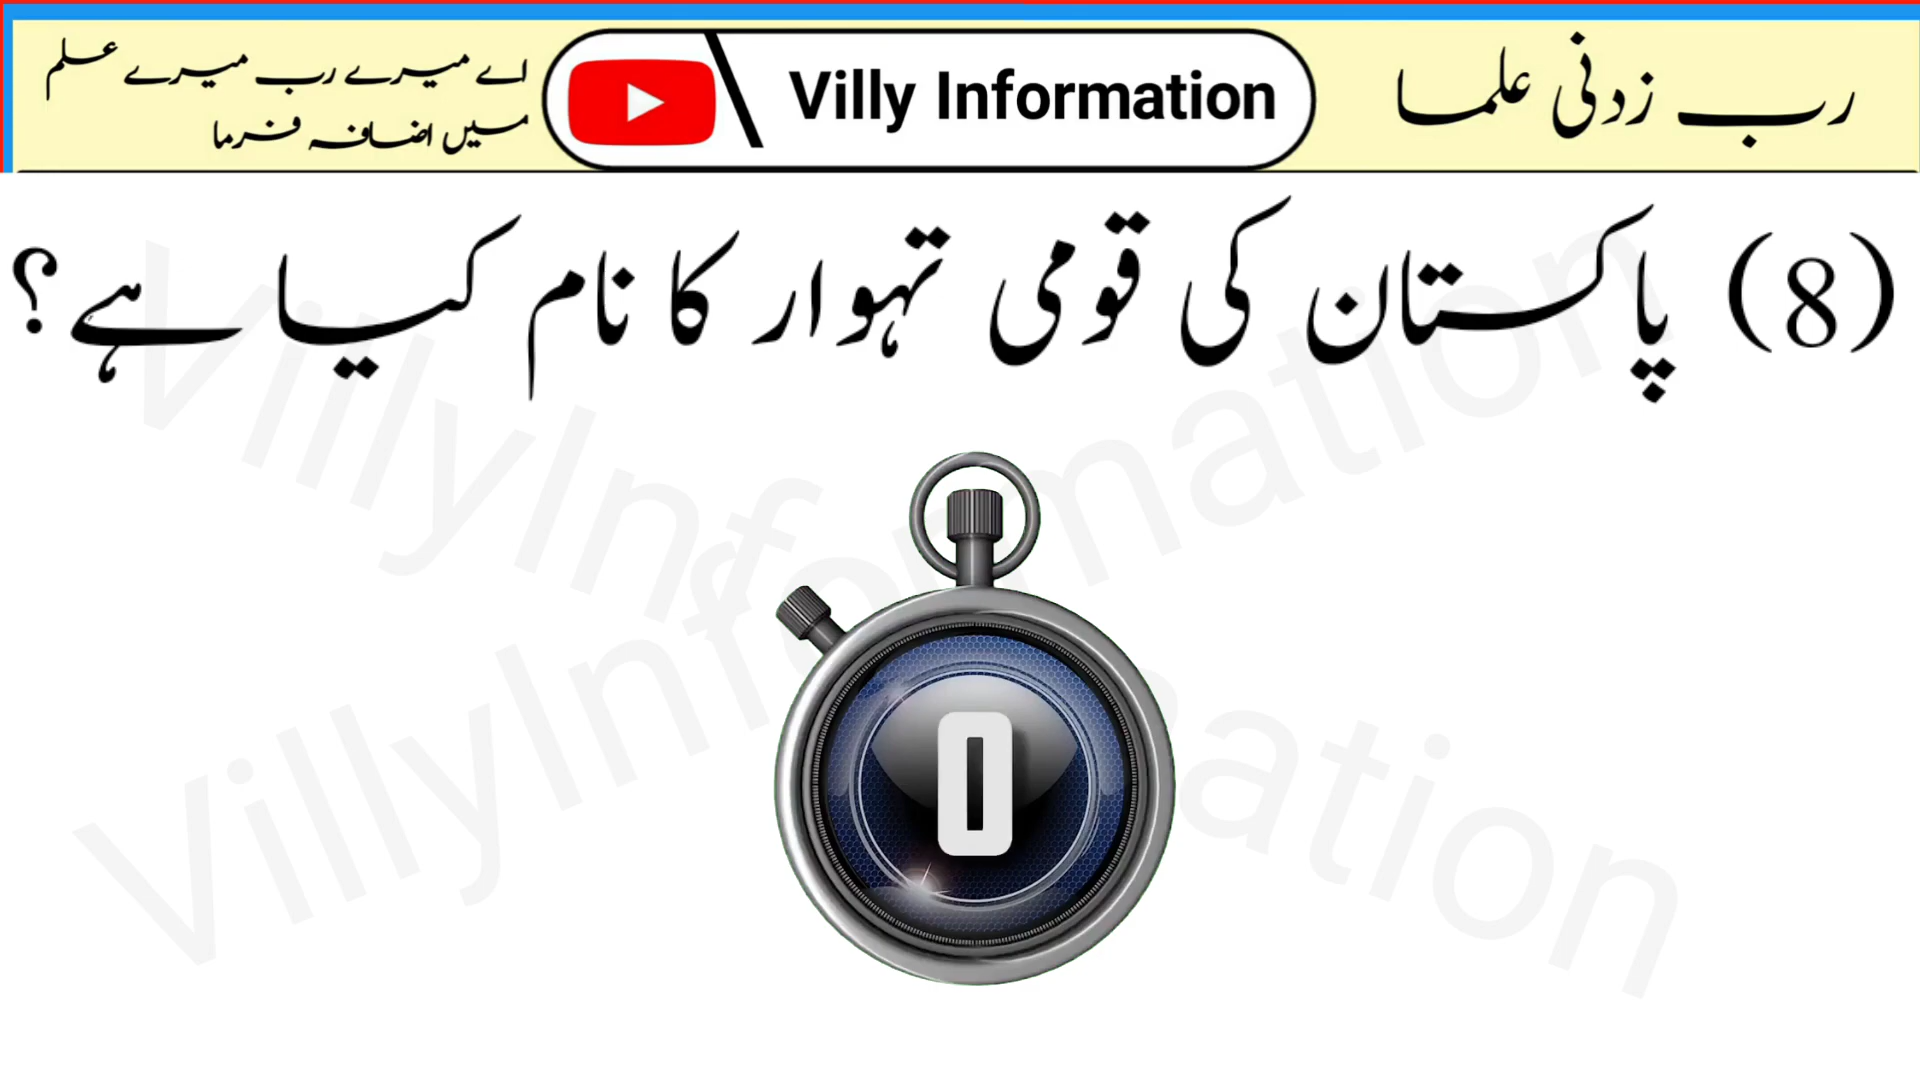 رب زدنی علما
Villy Information
اے میرے رب میرے علم
میں اضافہ فرما
(8) پاکستان کی قومی تہوار کا نام کیا ہے؟
0
VillyInformation
VillyInformation